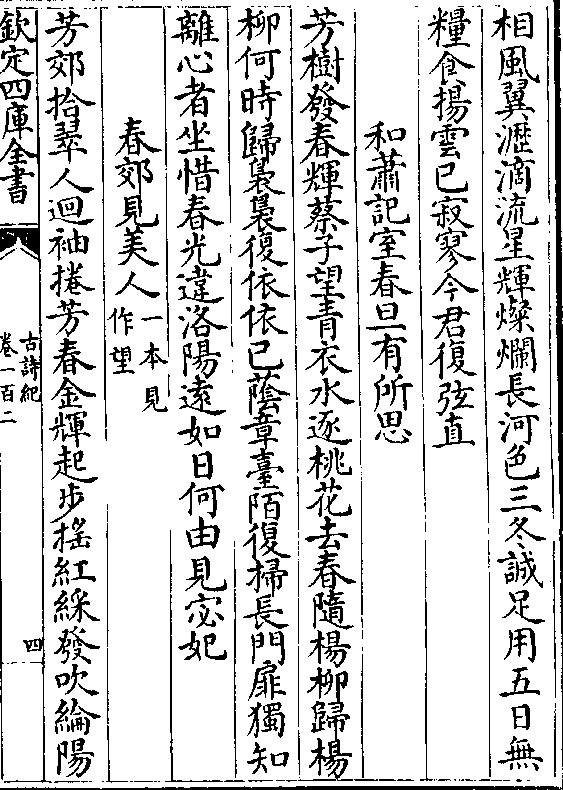 相風翼瀝滴流星輝燦爛長河色三冬誠足用五日無
糧食揚雲已寂寥今君復弦直
和蕭記室春旦有所思
芳樹發春輝蔡子望青衣水逐桃花去春隨楊柳歸楊
柳何時歸裊裊復依依已蔭章臺陌復掃長門扉獨知
離心者坐惜春光違洛陽遠如日何由見宓妃
春郊見美人一本見作望
芳郊拾翠人迴袖捲芳春金輝起步摇紅綵發吹綸陽
欽定四庫全書
古詩紀
卷一百二
四